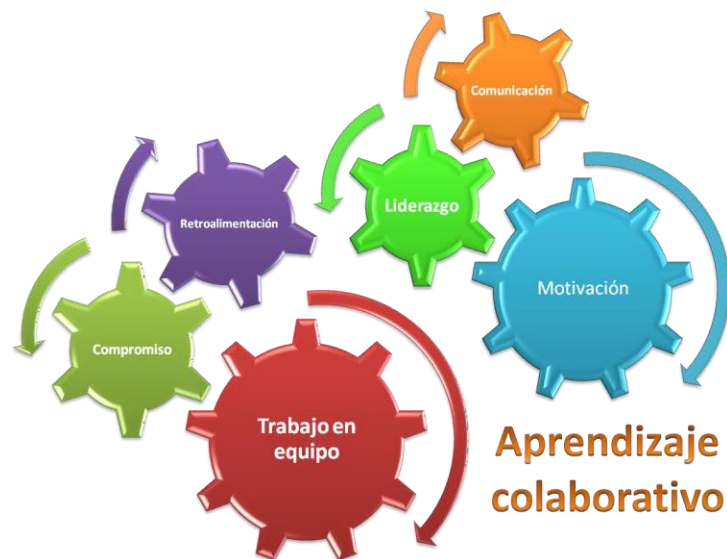 Comunicación
Liderazgo
Retroalimentación
Motivación
Compromiso
Trabajo en
equipo
Aprendizaje
colaborativo